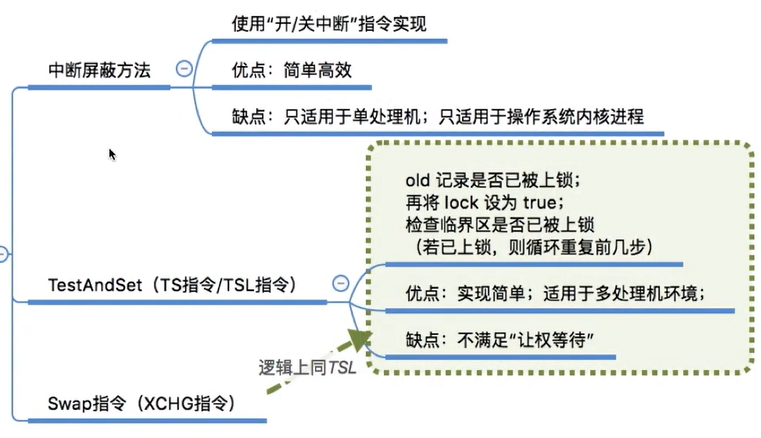 使用“开/关中断”指令实现
中断屏蔽方法
优点：简单高效
缺点：只适用于单处理机；只适用于操作系统内核进程
old 记录是否已被上锁；
再将 lock 设为 true；
检查临界区是否已被上锁
（若已上锁，则循环重复前几步）
TestAndSet（TS指令/TSL指令）
优点：实现简单；适用于多处理机环境；
缺点：不满足“让权等待”
逻辑上同TSL
Swap指令（XCHG指令）